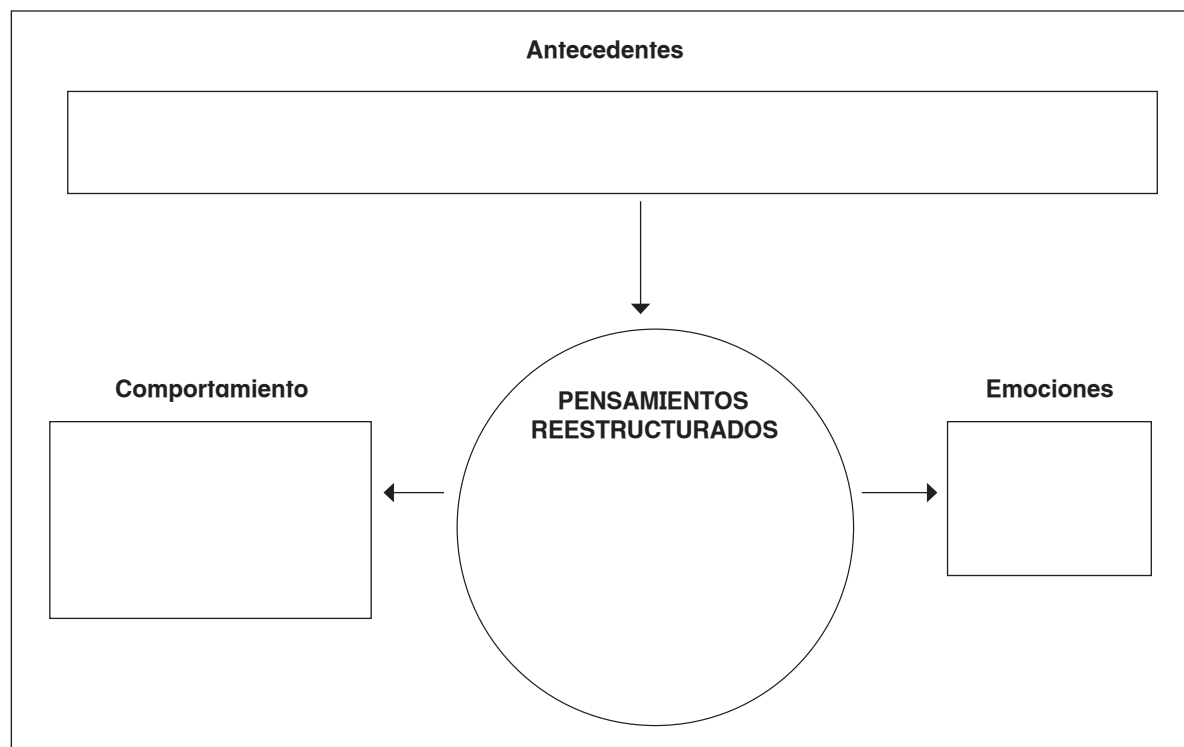 Antecedentes
Comportamiento
PENSAMIENTOS
REESTRUCTURADOS
Emociones